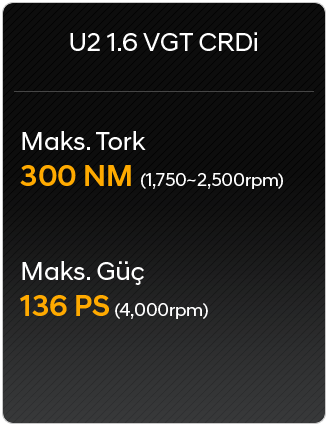 U2 1.6 VGT CRDi
Maks. Tork
300 NM (1,750~2,500rpm)
Maks. Güç
136 PS (4,000rpm)